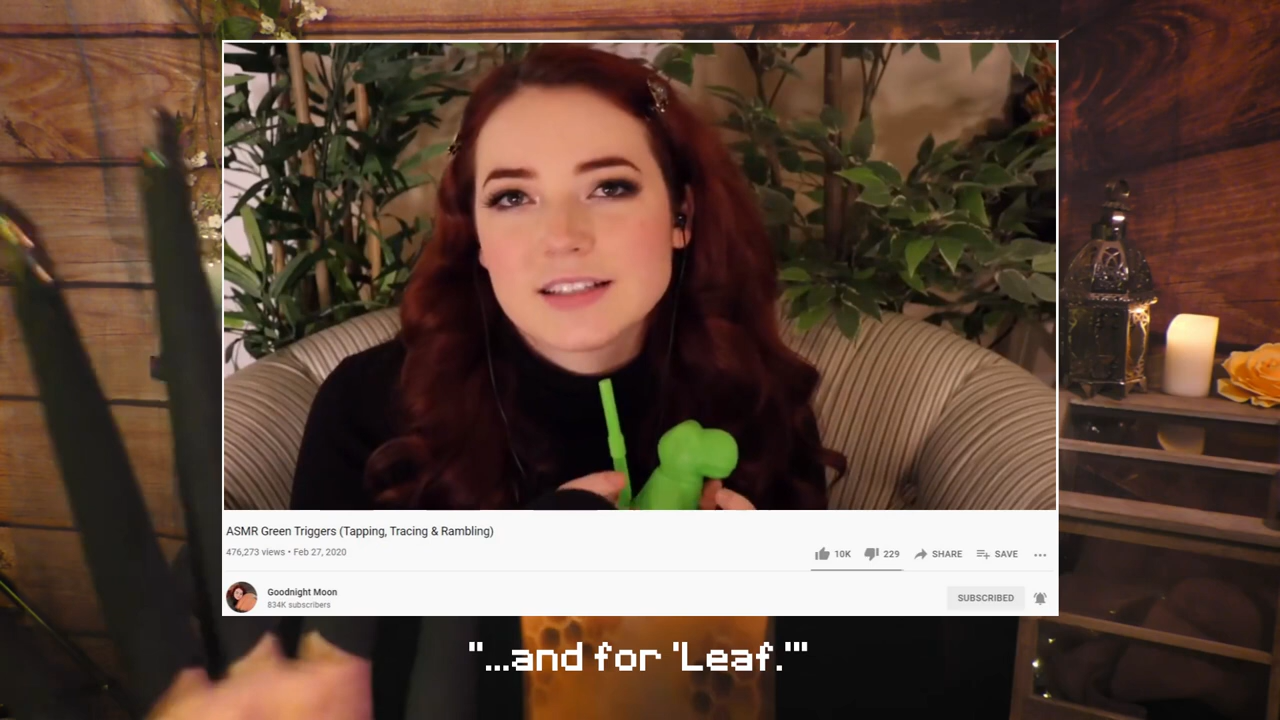 ASMR Green Triggers (Tapping, Tracing & Rambling)
476,273 views • Feb 27, 2020
10K 229 SHARE SAVE ...
Goodnight Moon
834K subscribers
SUBSCRIBED
"...and for 'Leaf.'"